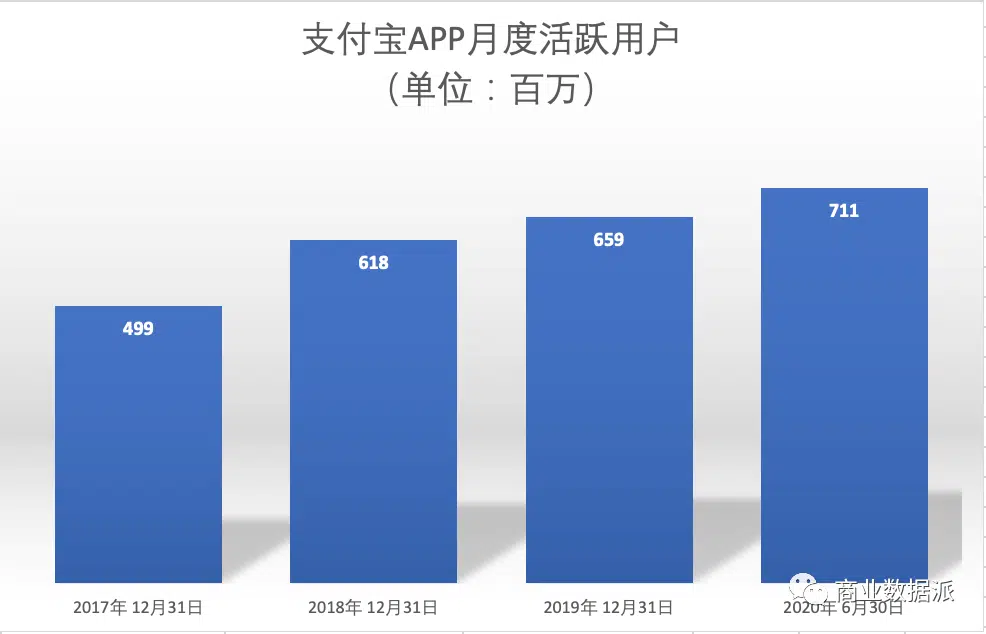 支付宝APP月度活跃用户
（单位：百万）
499
618
659
711
2017年 12月31日
2018年 12月31日
2019年 12月31日
2020年 6月30日
商业数据派